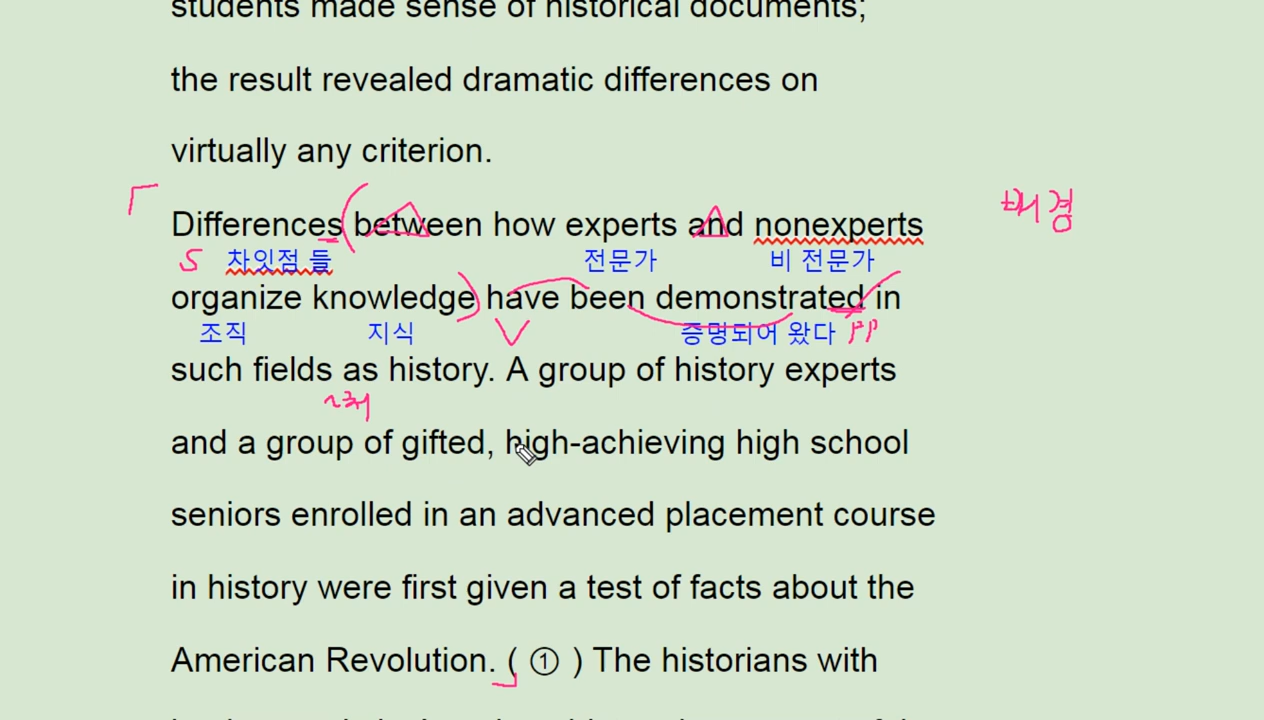 students made sense of historical documents;
the result revealed dramatic differences on
virtually any criterion.
Differences between how experts and nonexperts 배경
S 차잇점 들 전문가 비 전문가
organize knowledge) have been demonstrated in
조직 지식 증명되어 왔다 PP
such fields as history. A group of history experts
and a group of gifted, high-achieving high school
seniors enrolled in an advanced placement course
in history were first given a test of facts about the
American Revolution. ( ① ) The historians with